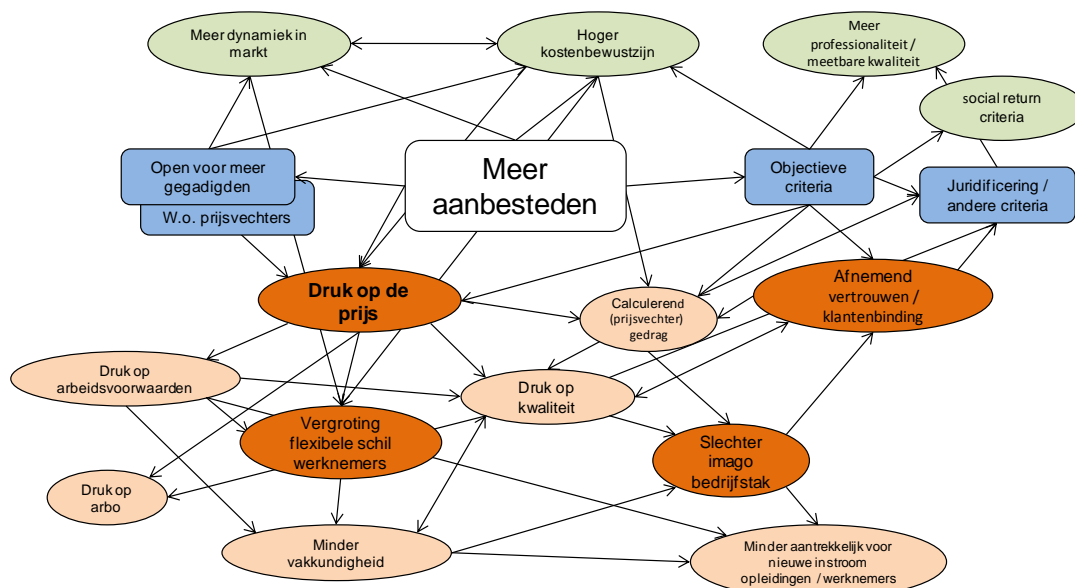 Meer dynamiek in
markt
Hoger
kostenbewustzijn
Meer
professionaliteit /
meetbare kwaliteit
social return
criteria
Open voor meer
gegadigden
W.o. prijsvechters
Meer
aanbesteden
Objectieve
criteria
Juridificering /
andere criteria
Druk op de
prijs
Calculerend
(prijsvechter)
gedrag
Afnemend
vertrouwen /
klantenbinding
Druk op
arbeidsvoorwaarden
Druk op
kwaliteit
Vergroting
flexibele schil
werknemers
Slechter
imago
bedrijfstak
Druk op
arbo
Minder
vakkundigheid
Minder aantrekkelijk voor
nieuwe instroom
opleidingen / werknemers